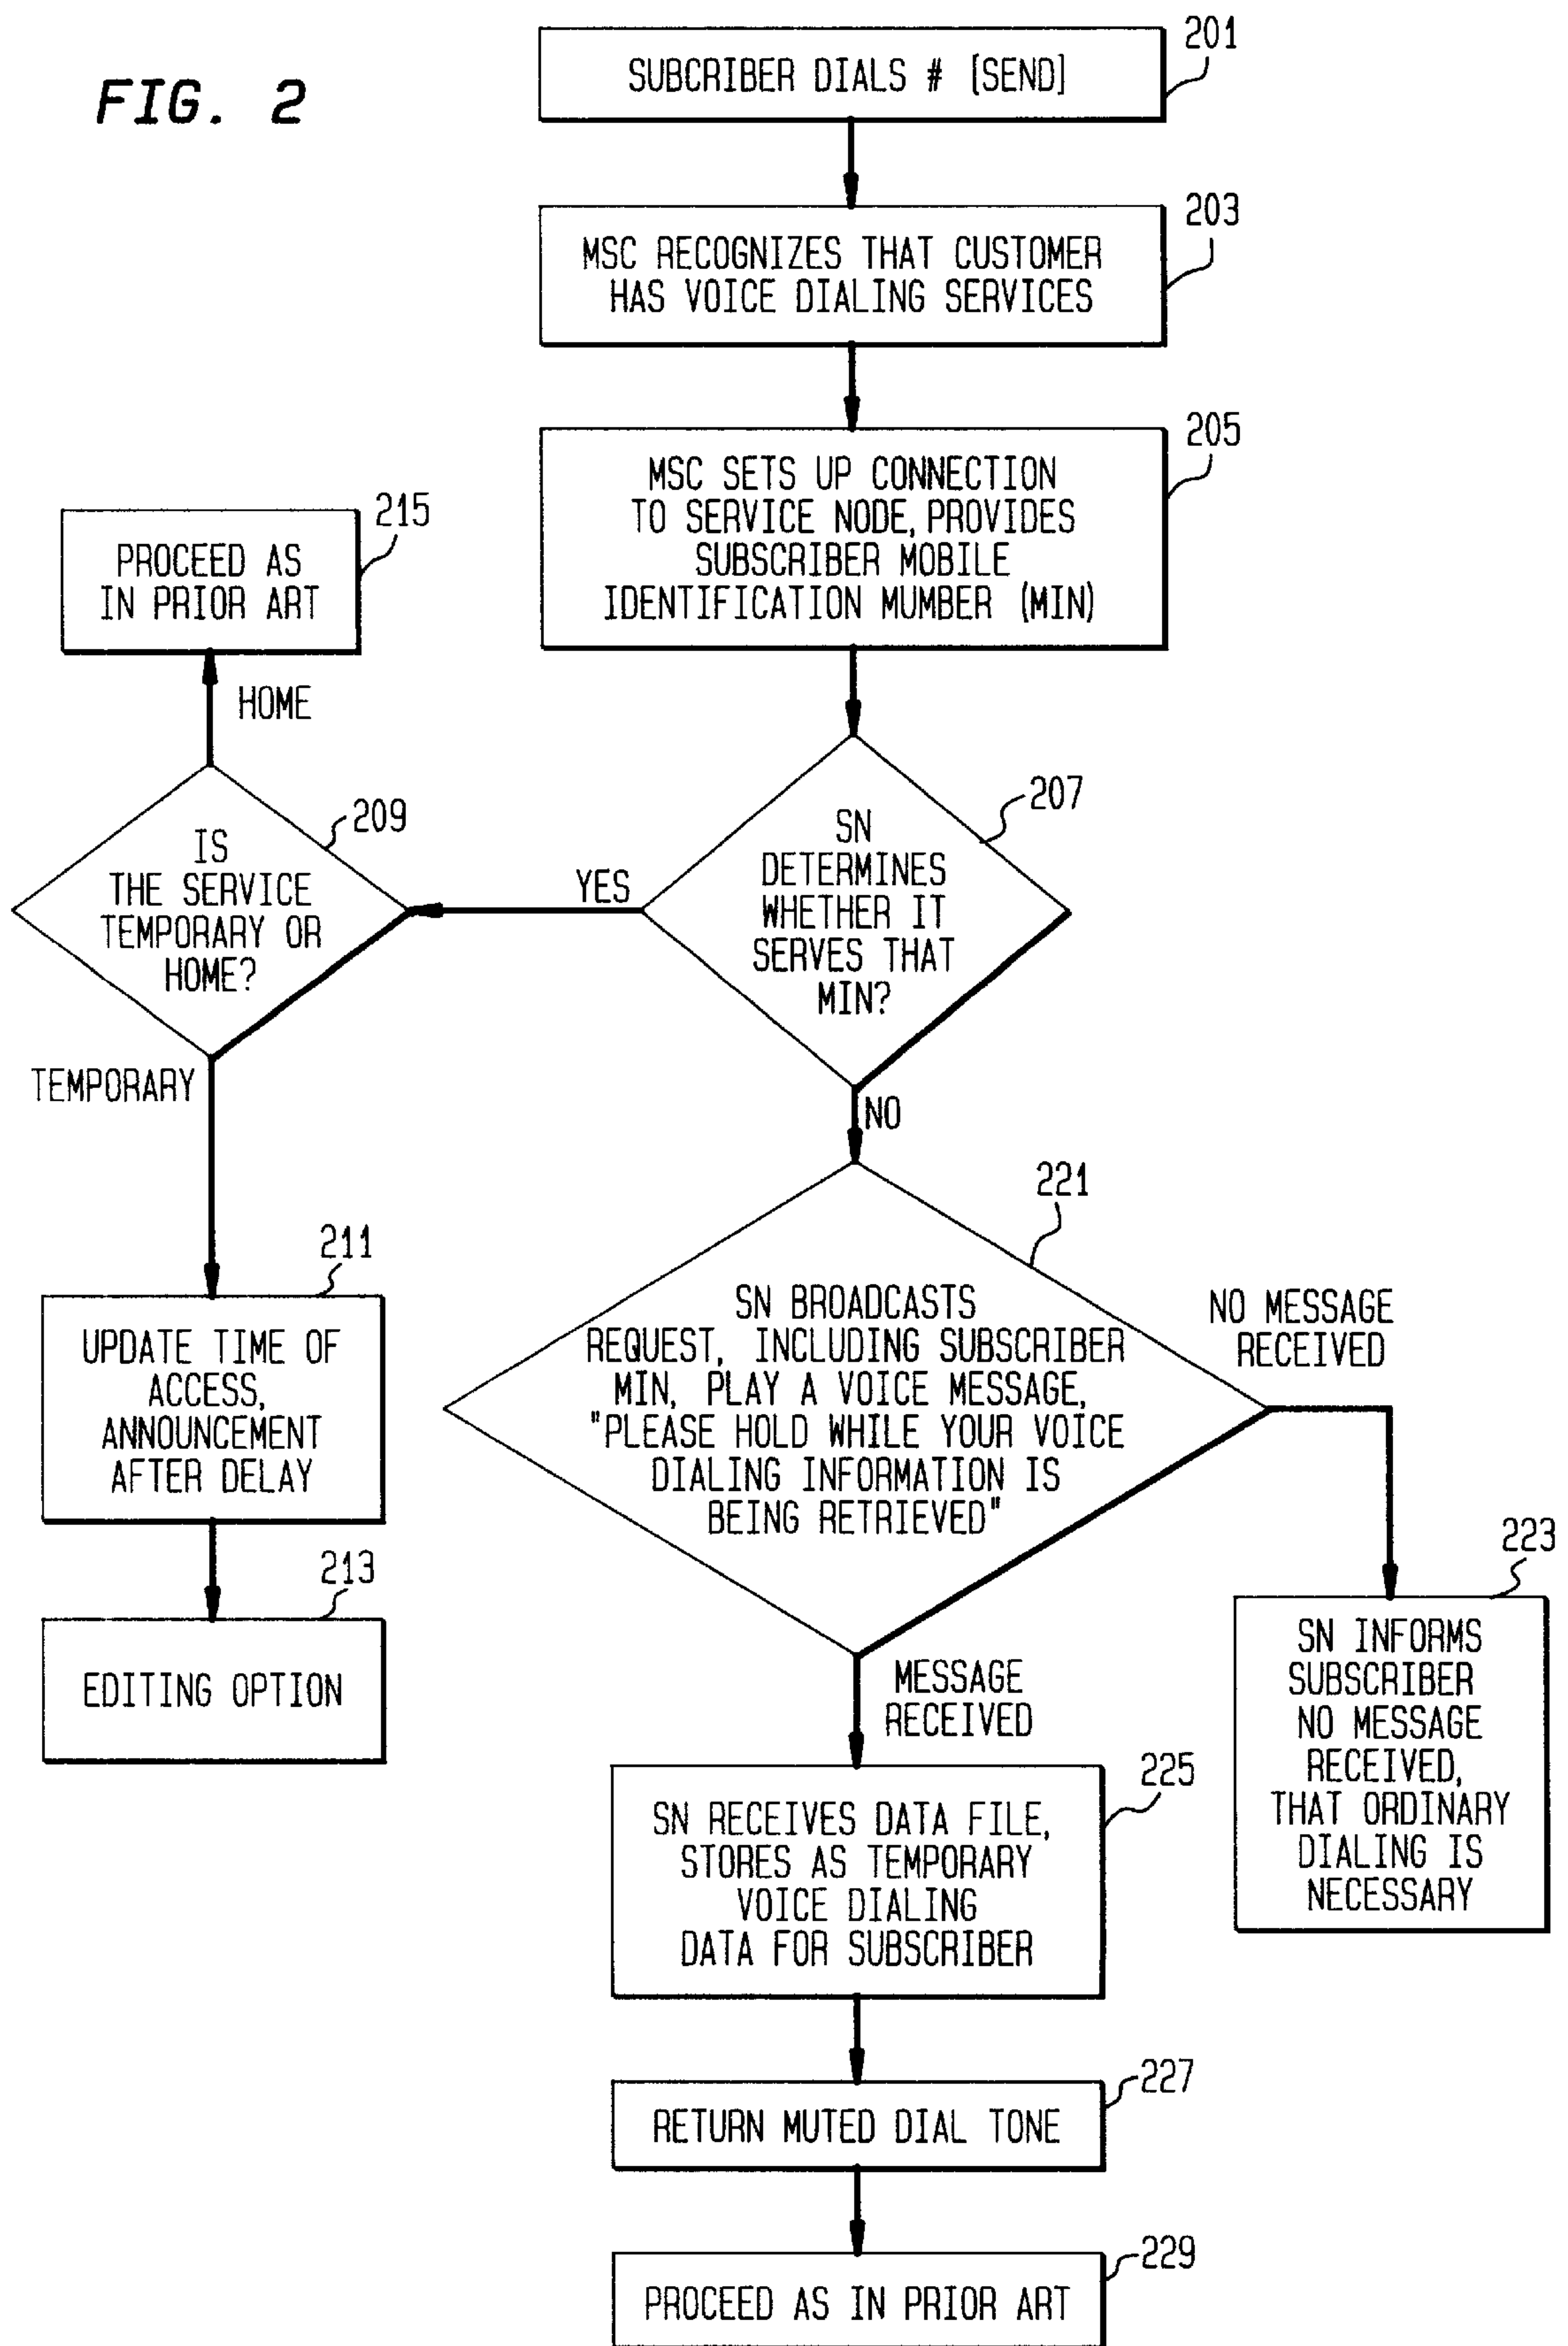 FIG. 2
201
SUBCRIBER DIALS # [SEND]
203
MSC RECOGNIZES THAT CUSTOMER
HAS VOICE DIALING SERVICES
205
MSC SETS UP CONNECTION
TO SERVICE NODE, PROVIDES
SUBSCRIBER MOBILE
IDENTIFICATION MUMBER (MIN)
215
PROCEED AS
IN PRIOR ART
HOME
207
SN
DETERMINES
WHETHER IT
SERVES THAT
MIN?
YES
209
IS
THE SERVICE
TEMPORARY OR
HOME?
TEMPORARY
NO
211
UPDATE TIME OF
ACCESS,
ANNOUNCEMENT
AFTER DELAY
213
EDITING OPTION
221
SN BROADCASTS
REQUEST, INCLUDING SUBSCRIBER
MIN, PLAY A VOICE MESSAGE,
"PLEASE HOLD WHILE YOUR VOICE
DIALING INFORMATION IS
BEING RETRIEVED"
NO MESSAGE
RECEIVED
223
SN INFORMS
SUBSCRIBER
NO MESSAGE
RECEIVED,
THAT ORDINARY
DIALING IS
NECESSARY
MESSAGE
RECEIVED
225
SN RECEIVES DATA FILE,
STORES AS TEMPORARY
VOICE DIALING
DATA FOR SUBSCRIBER
227
RETURN MUTED DIAL TONE
229
PROCEED AS IN PRIOR ART